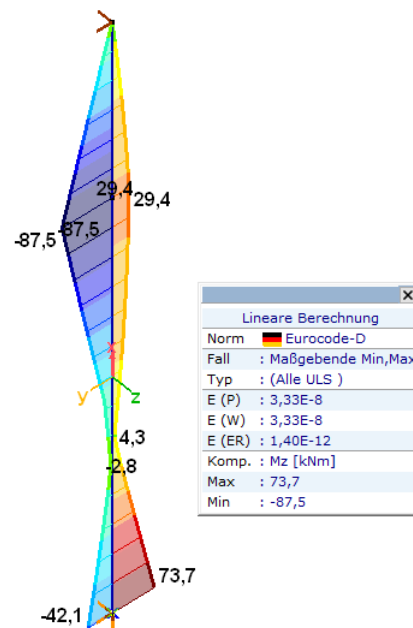 29,4
29,4
-87,5
-87,5
x
y
z
4,3
-2,8
73,7
-42,1
Lineare Berechnung
Norm Eurocode-D
Fall : Maßgebende Min,Max
Typ : (Alle ULS )
E (P) : 3,33E-8
E (W) : 3,33E-8
E (ER) : 1,40E-12
Komp. : Mz [kNm]
Max : 73,7
Min : -87,5